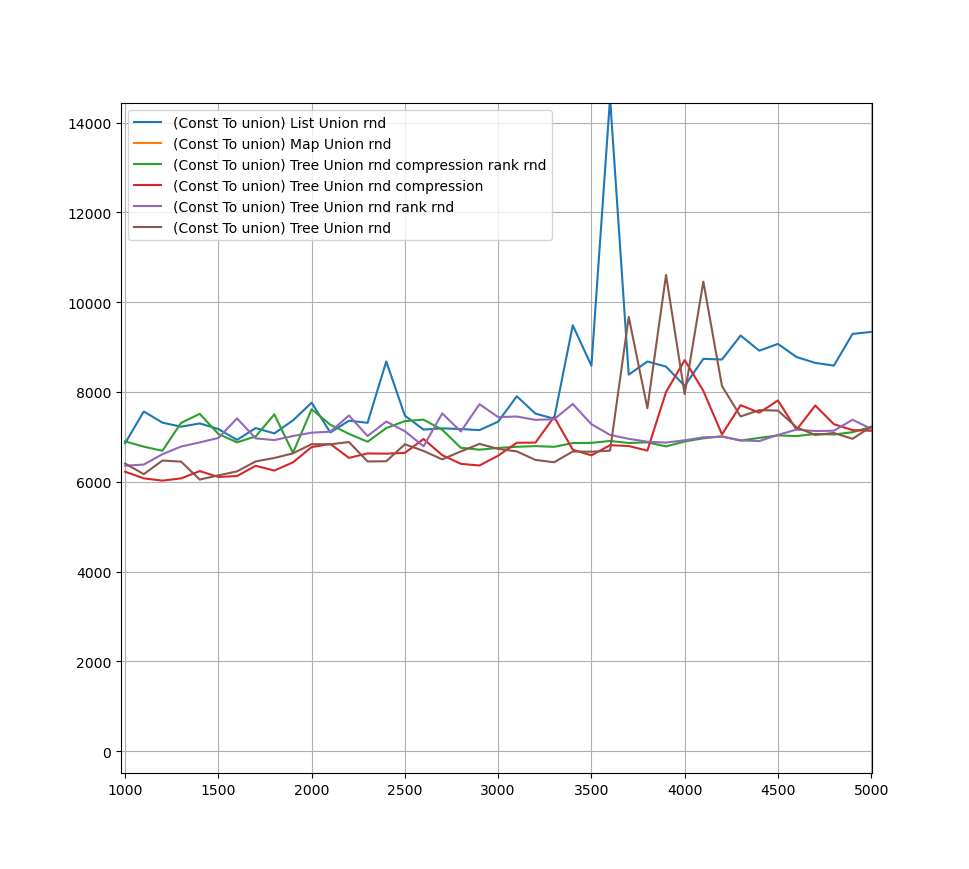 14000
12000
10000
8000
6000
4000
2000
0
(Const To union) List Union rnd
(Const To union) Map Union rnd
(Const To union) Tree Union rnd compression rank rnd
(Const To union) Tree Union rnd compression
(Const To union) Tree Union rnd rank rnd
(Const To union) Tree Union rnd
1000 1500 2000 2500 3000 3500 4000 4500 5000